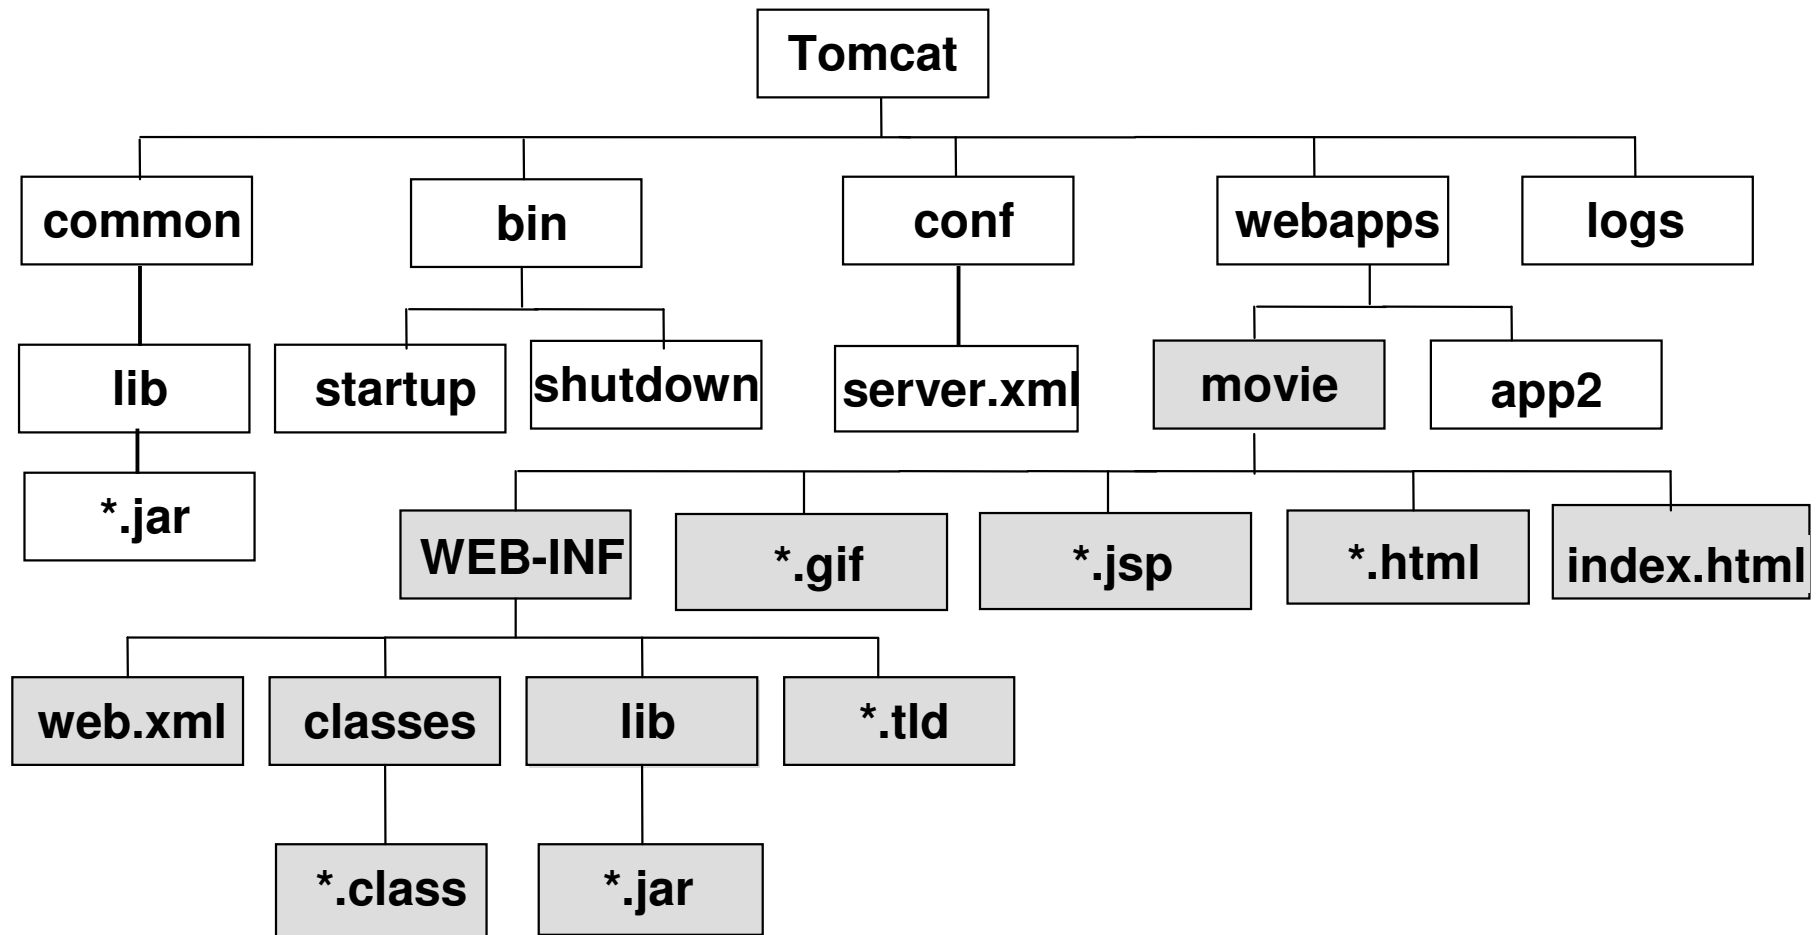 Tomcat
common
bin
conf
webapps
logs
lib
startup
shutdown
server.xml
movie
app2
*.jar
WEB-INF
*.gif
*.jsp
*.html
index.html
web.xml
classes
lib
*.tld
*.class
*.jar